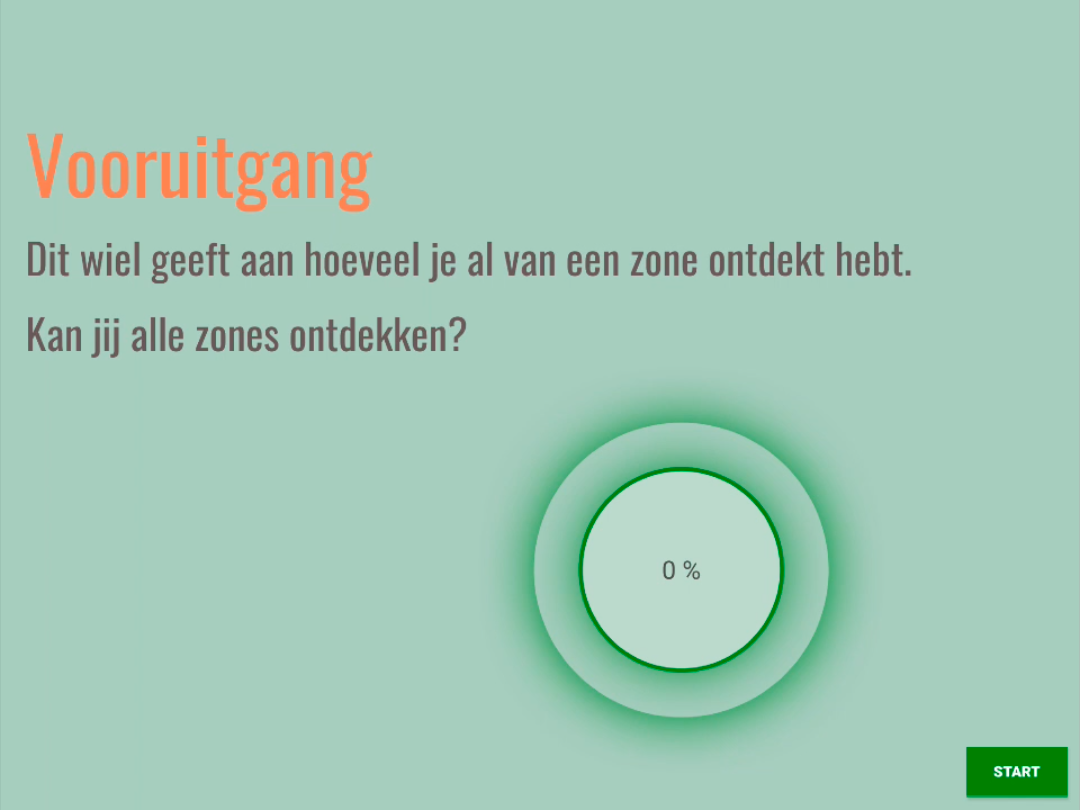 Vooruitgang
Dit wiel geeft aan hoeveel je al van een zone ontdekt hebt.
Kan jij alle zones ontdekken?
0 %
START